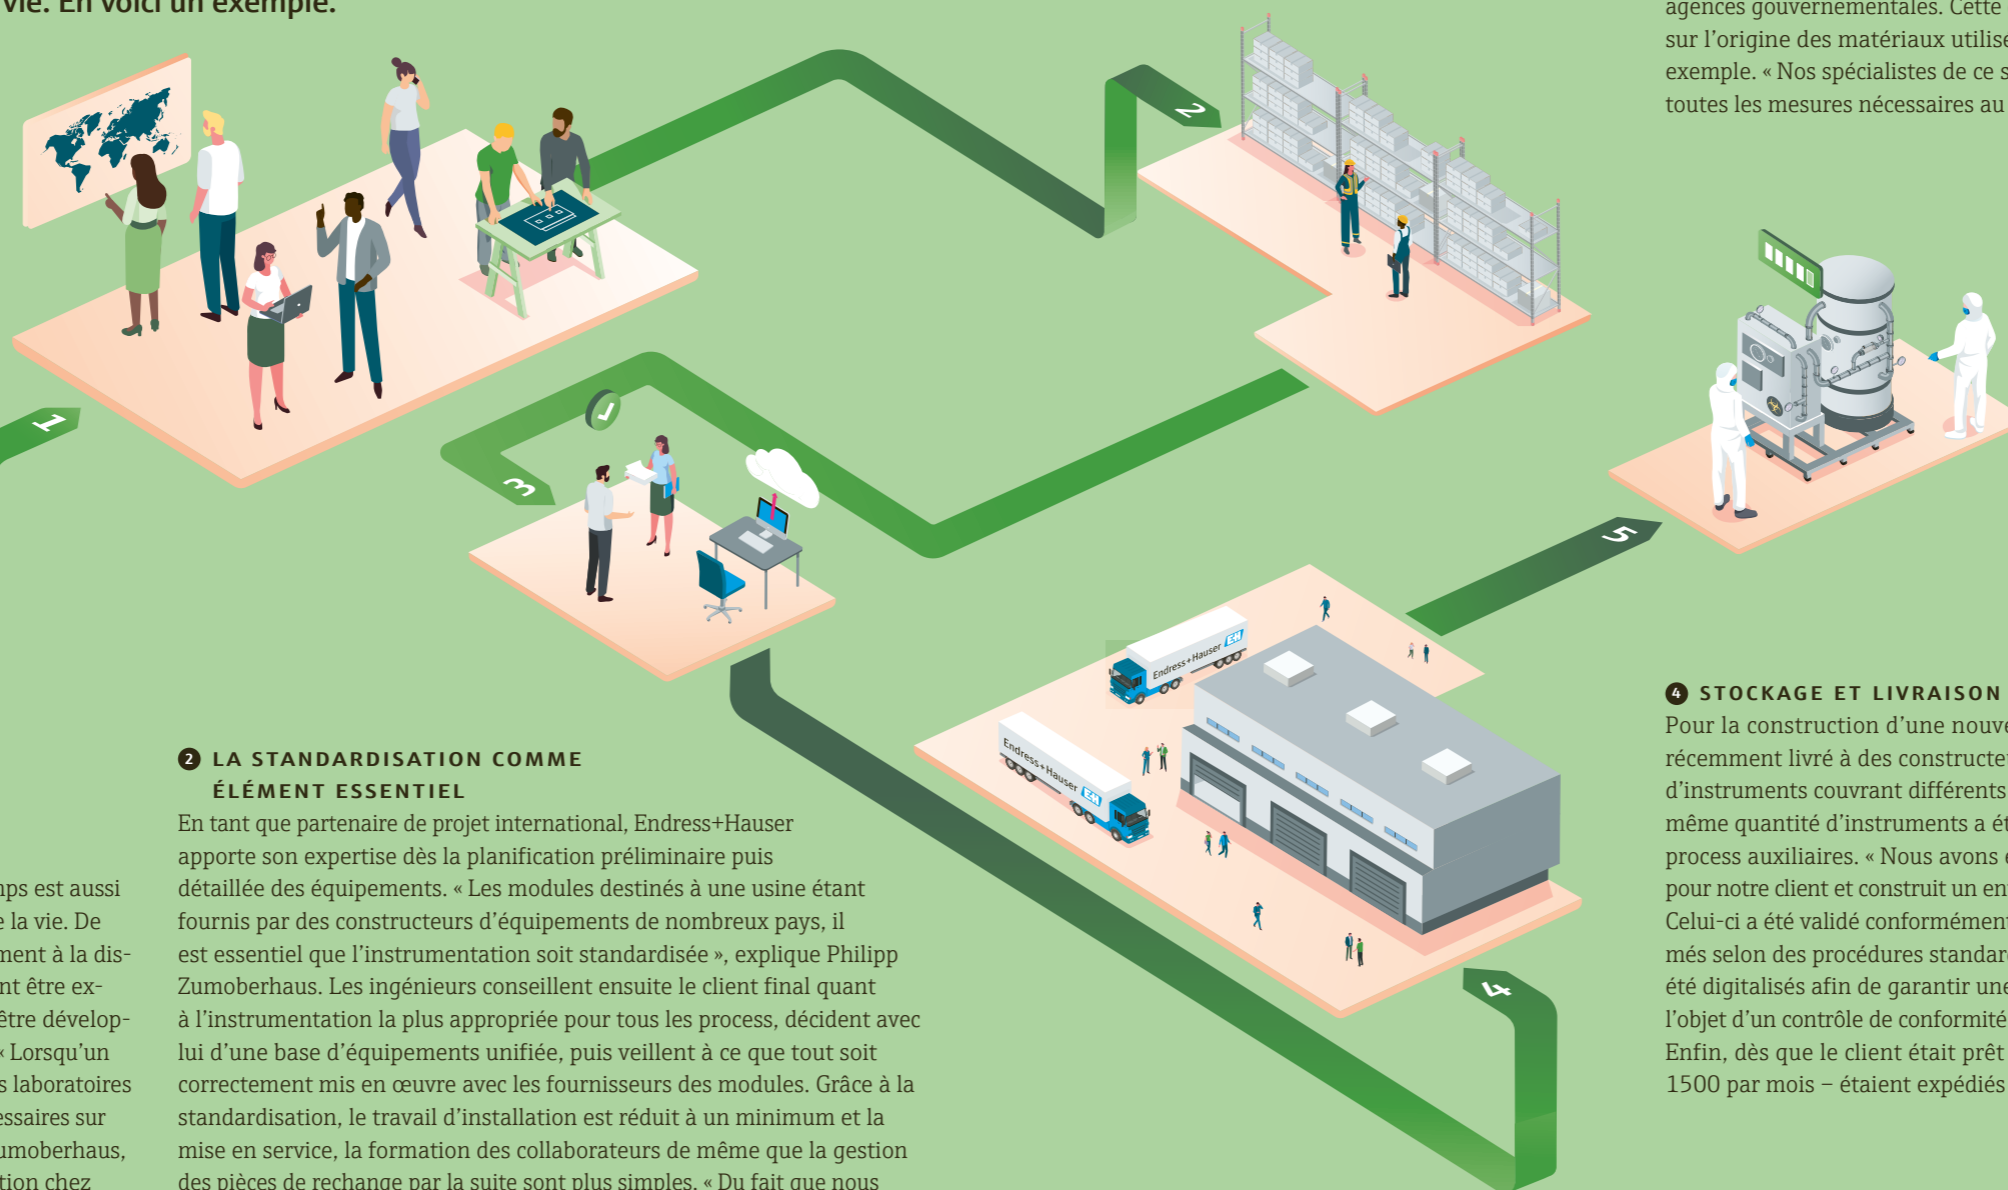 vie. En voici un exemple.
agences gouvernementales. Cette
sur l'origine des matériaux utilisé
exemple. « Nos spécialistes de ce s
toutes les mesures nécessaires au
1
2
3
4
5
Endress+Hauser EH
Endress+Hauser EH
mps est aussi
e la vie. De
ment à la dis-
nt être ex-
être dévelop-
« Lorsqu'un
s laboratoires
essaires sur
umoberhaus,
tion chez
2 LA STANDARDISATION COMME
ÉLÉMENT ESSENTIEL
En tant que partenaire de projet international, Endress+Hauser
apporte son expertise dès la planification préliminaire puis
détaillée des équipements. « Les modules destinés à une usine étant
fournis par des constructeurs d'équipements de nombreux pays, il
est essentiel que l'instrumentation soit standardisée », explique Philipp
Zumoberhaus. Les ingénieurs conseillent ensuite le client final quant
à l'instrumentation la plus appropriée pour tous les process, décident avec
lui d'une base d'équipements unifiée, puis veillent à ce que tout soit
correctement mis en œuvre avec les fournisseurs des modules. Grâce à la
standardisation, le travail d'installation est réduit à un minimum et la
mise en service, la formation des collaborateurs de même que la gestion
des pièces de rechange par la suite sont plus simples. « Du fait que nous
4 STOCKAGE ET LIVRAISON
Pour la construction d'une nouve
récemment livré à des constructeu
d'instruments couvrant différents
même quantité d'instruments a ét
process auxiliaires. « Nous avons e
pour notre client et construit un en
Celui-ci a été validé conformément
més selon des procédures standard
été digitalisés afin de garantir une
l'objet d'un contrôle de conformité
Enfin, dès que le client était prêt
1500 par mois – étaient expédiés